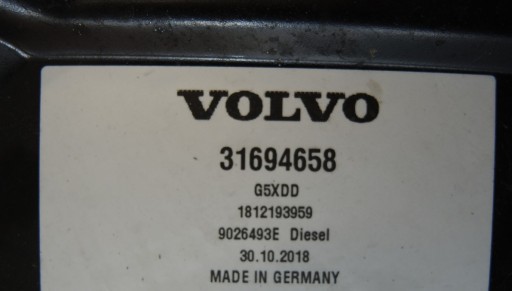 VOLVO
31694658
G5XDD
1812193959
9026493E Diesel
30.10.2018
MADE IN GERMANY